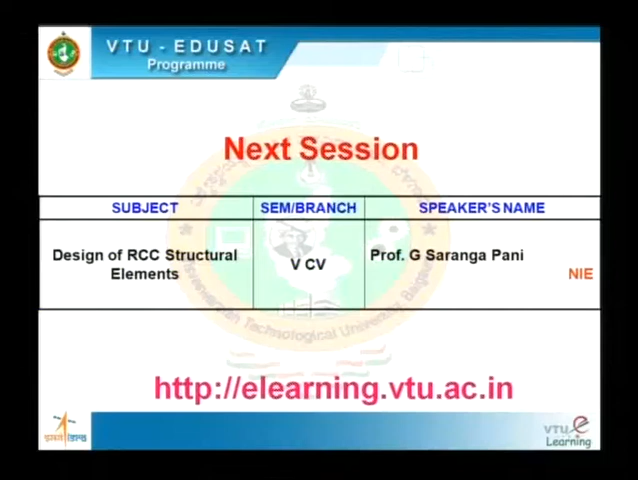 VTU - EDUSAT
Programme
Next Session
SUBJECT SEM/BRANCH SPEAKER'S NAME
Design of RCC Structural
Elements
V CV
Prof. G Saranga Pani
NIE
http://elearning.vtu.ac.in
VTU e
Learning